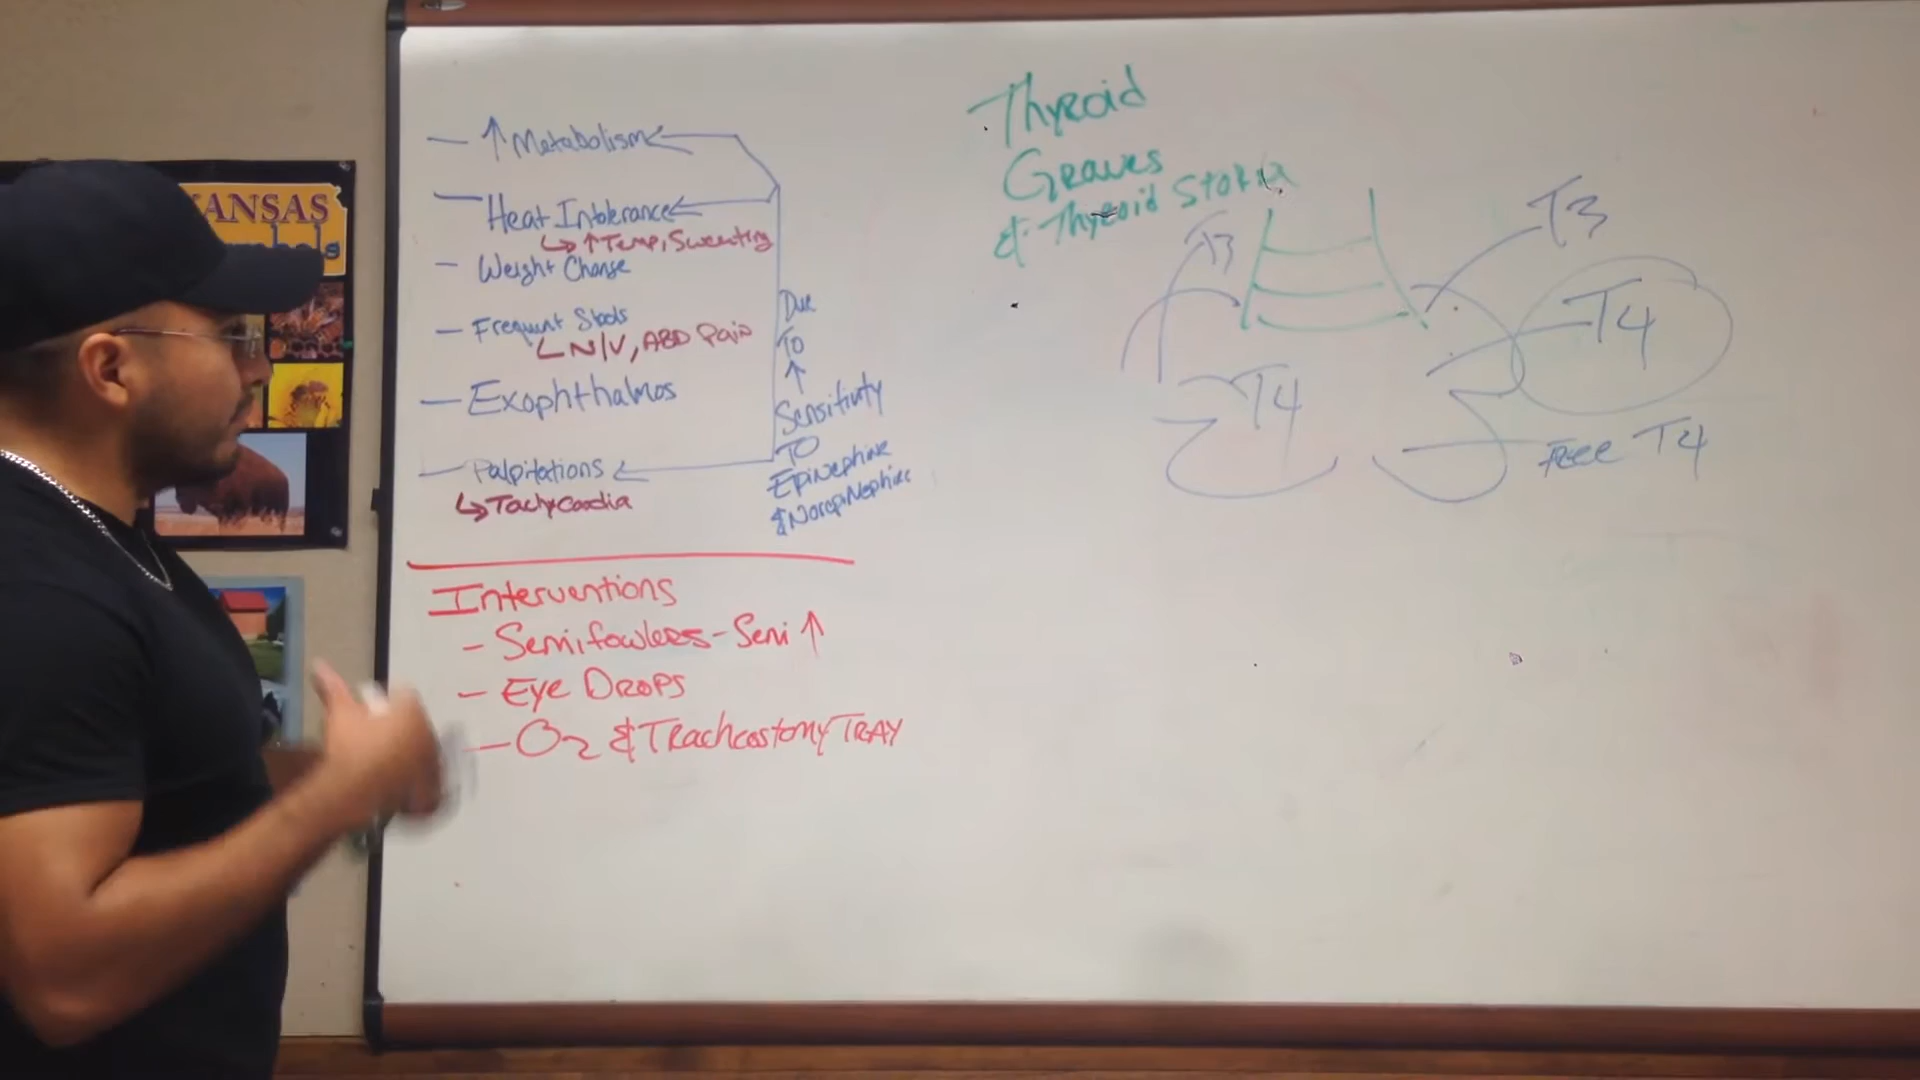 — ↑ Metabolism
— Heat Intolerance
↳ ↑ Temp, Sweating
— Weight Change
— Frequent Stools
↳ N/V, ABD Pain
— Exophthalmos
— Palpitations
↳ Tachycardia
Due
To
↑
Sensitivity
TO
Epinephrine
& Norepinephrine
Interventions
- Semifowlers - Semi ↑
- Eye Drops
- O2 & Tracheostomy TRAY
Thyroid
Graves
& Thyroid Storm
T3
T4
T3
T4
Free T4
KANSAS